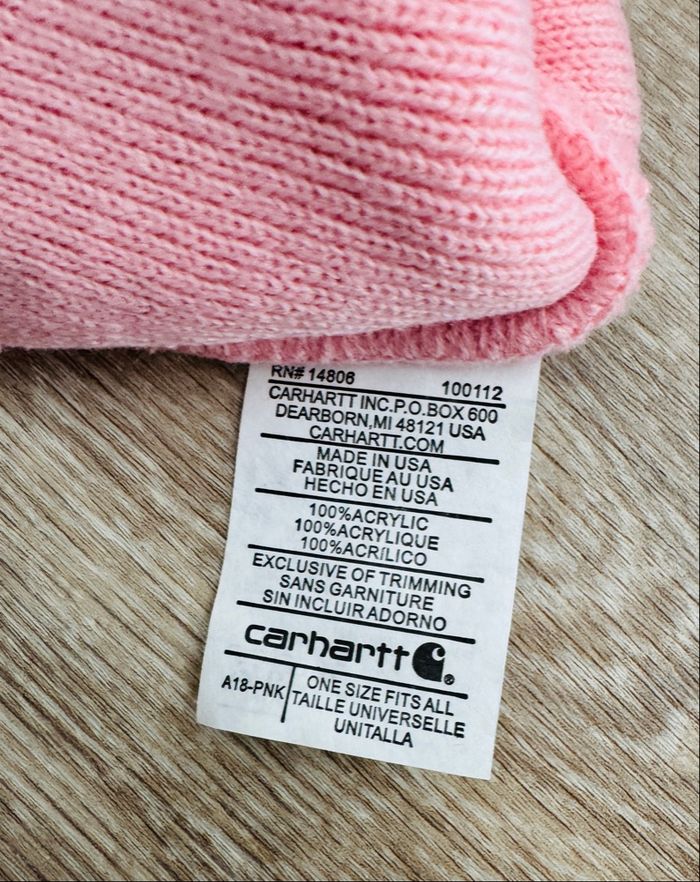 RN# 14806 100112
CARHARTT INC.P.O.BOX 600
DEARBORN,MI 48121 USA
CARHARTT.COM
MADE IN USA
FABRIQUE AU USA
HECHO EN USA
100%ACRYLIC
100%ACRYLIQUE
100%ACRILICO
EXCLUSIVE OF TRIMMING
SANS GARNITURE
SIN INCLUIR ADORNO
carhartt ®
A18-PNK
ONE SIZE FITS ALL
TAILLE UNIVERSELLE
UNITALLA